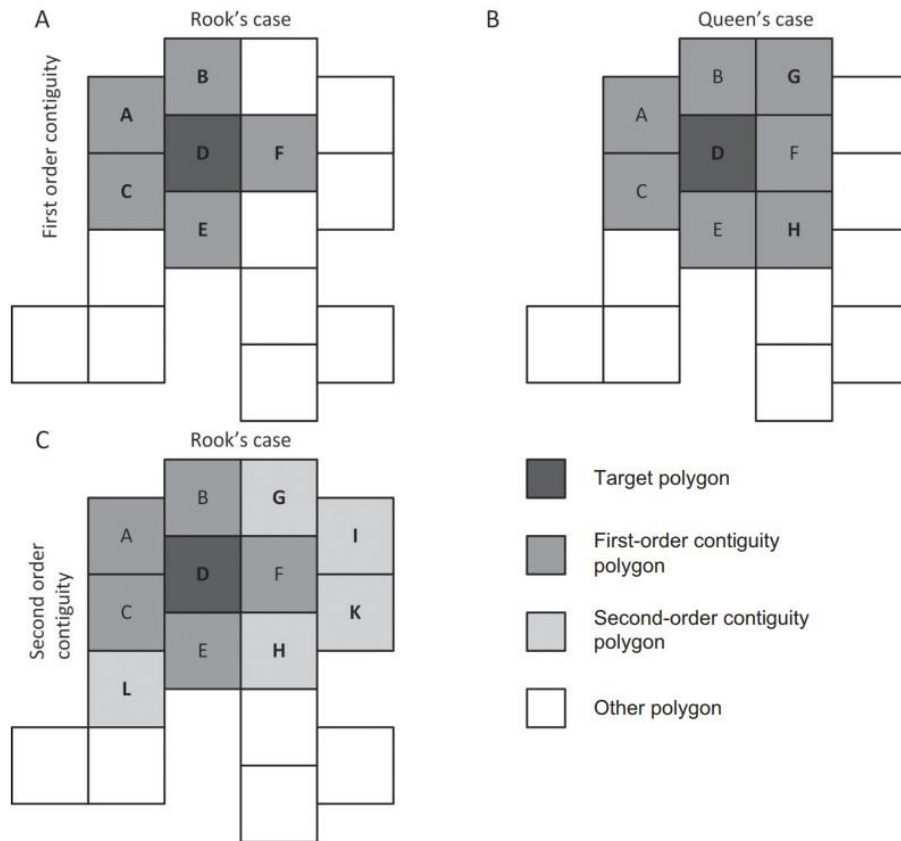 A
Rook's case
B
Queen's case
First order contiguity
B
A
D
F
C
E
B
G
A
D
F
C
E
H
C
Rook's case
Second order
contiguity
B
G
A
I
D
F
C
K
E
H
L
Target polygon
First-order contiguity
polygon
Second-order contiguity
polygon
Other polygon